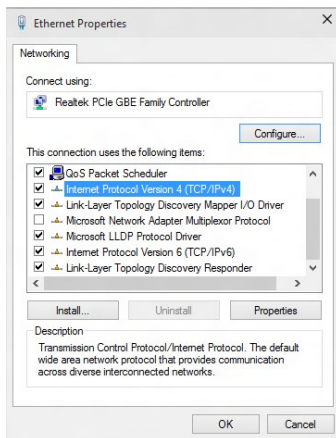 Ethernet Properties
Networking
Connect using:
Realtek PCIe GBE Family Controller
Configure...
This connection uses the following items:
QoS Packet Scheduler
Internet Protocol Version 4 (TCP/IPv4)
Link-Layer Topology Discovery Mapper I/O Driver
Microsoft Network Adapter Multiplexor Protocol
Microsoft LLDP Protocol Driver
Internet Protocol Version 6 (TCP/IPv6)
Link-Layer Topology Discovery Responder
Install... Uninstall Properties
Description
Transmission Control Protocol/Internet Protocol. The default
wide area network protocol that provides communication
across diverse interconnected networks.
OK Cancel